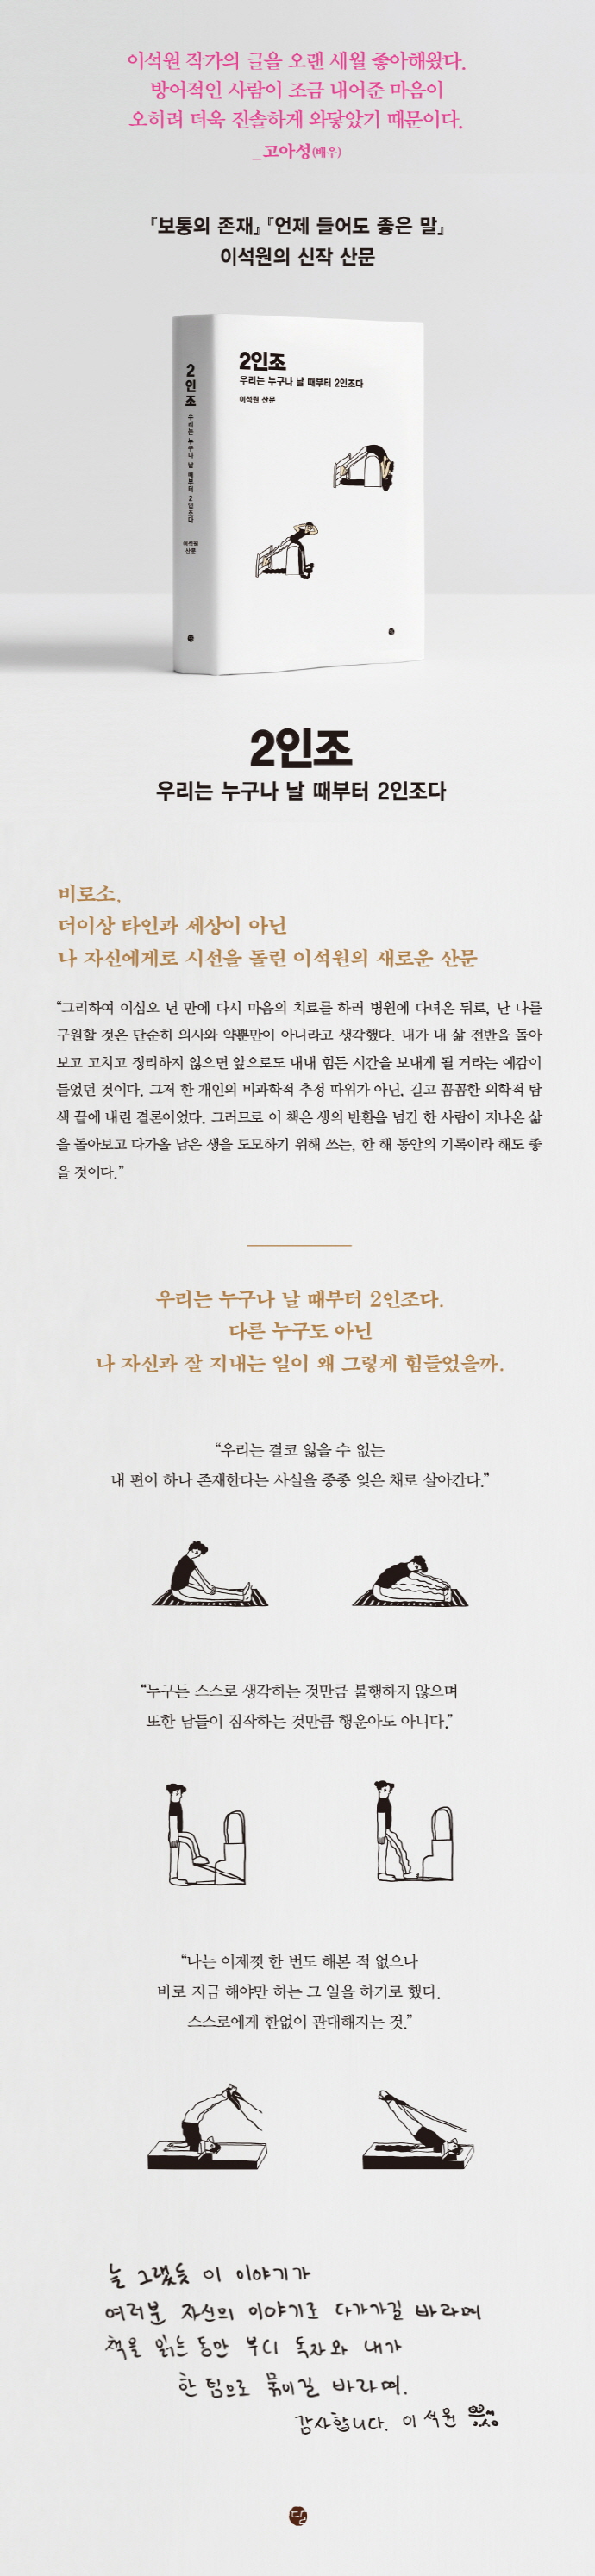 이석원 작가의 글을 오랜 세월 좋아해왔다.
방어적인 사람이 조금 내어준 마음이
오히려 더욱 진솔하게 와닿았기 때문이다.
_고아성(배우)
『보통의 존재』 『언제 들어도 좋은 말』
이석원의 신작 산문
2인조
우리는 누구나 날 때부터 2인조다
이석원
산문
2인조
우리는 누구나 날 때부터 2인조다
이석원 산문
2인조
우리는 누구나 날 때부터 2인조다
비로소,
더이상 타인과 세상이 아닌
나 자신에게로 시선을 돌린 이석원의 새로운 산문
“그리하여 이십오 년 만에 다시 마음의 치료를 하러 병원에 다녀온 뒤로, 난 나를
구원할 것은 단순히 의사와 약뿐만이 아니라고 생각했다. 내가 내 삶 전반을 돌아
보고 고치고 정리하지 않으면 앞으로도 내내 힘든 시간을 보내게 될 거라는 예감이
들었던 것이다. 그저 한 개인의 비과학적 추정 따위가 아닌, 길고 꼼꼼한 의학적 탐
색 끝에 내린 결론이었다. 그러므로 이 책은 생의 반환을 넘긴 한 사람이 지나온 삶
을 돌아보고 다가올 남은 생을 도모하기 위해 쓰는, 한 해 동안의 기록이라 해도 좋
을 것이다.”
우리는 누구나 날 때부터 2인조다.
다른 누구도 아닌
나 자신과 잘 지내는 일이 왜 그렇게 힘들었을까.
“우리는 결코 잃을 수 없는
내 편이 하나 존재한다는 사실을 종종 잊은 채로 살아간다.”
“누구든 스스로 생각하는 것만큼 불행하지 않으며
또한 남들이 짐작하는 것만큼 행운아도 아니다.”
“나는 이제껏 한 번도 해본 적 없으나
바로 지금 해야만 하는 그 일을 하기로 했다.
스스로에게 한없이 관대해지는 것.”
늘 그랬듯 이 이야기가
여러분 자신의 이야기로 다가가길 바라며
책을 읽는 동안 부디 독자와 내가
한 팀으로 묶이길 바라며.
감사합니다. 이석원
달